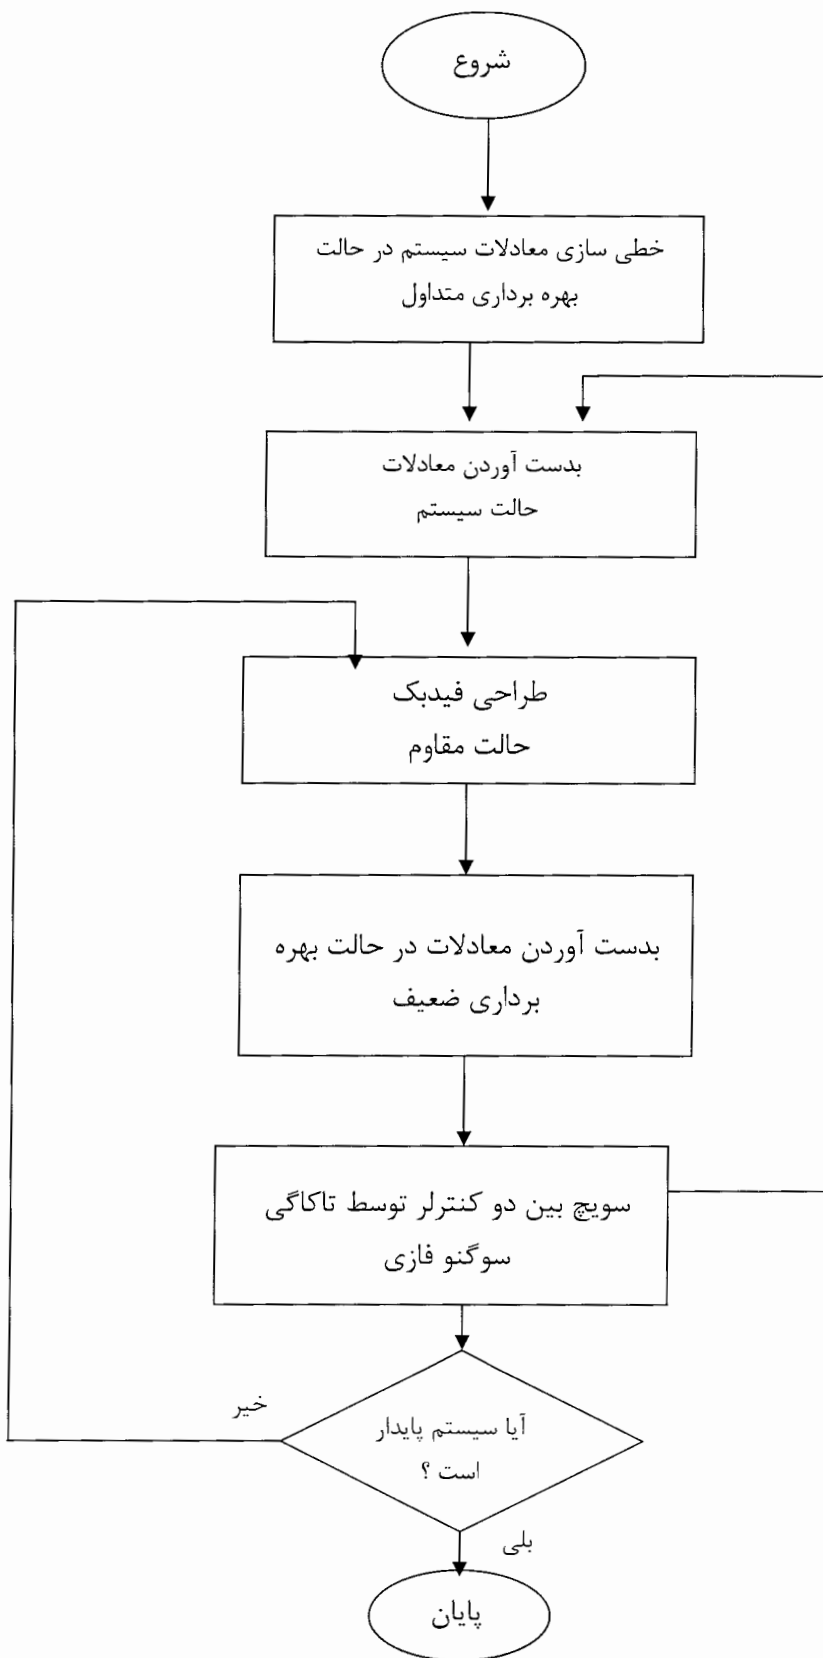 شروع
خطی سازی معادلات سیستم در حالت
بهره برداری متداول
بدست آوردن معادلات
حالت سیستم
طراحی فیدبک
حالت مقاوم
بدست آوردن معادلات در حالت بهره
برداری ضعیف
سویچ بین دو کنترلر توسط تاکاگی
سوگنو فازی
آیا سیستم پایدار
است ؟
خیر
بلی
پایان